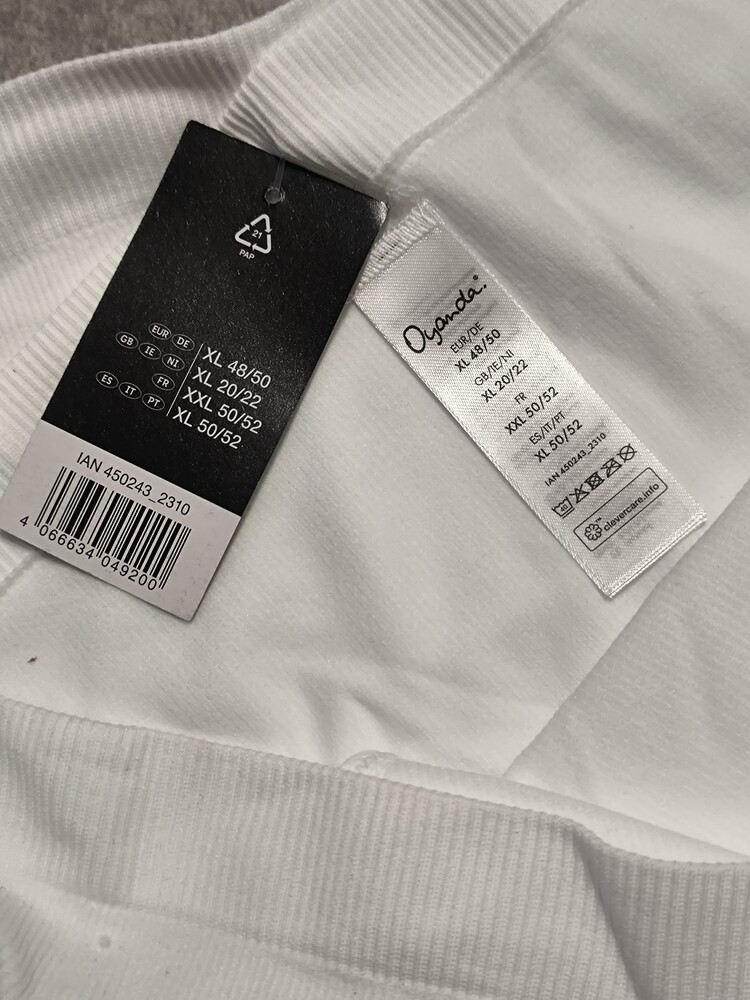 21
PAP
EUR DE
XL 48/50
GB IE NI
XL 20/22
FR
XXL 50/52
ES IT PT
XL 50/52
IAN 450243_2310
4 066634 049200
Oyanda®
EUR/DE
XL 48/50
GB/IE/NI
XL 20/22
FR
XXL 50/52
ES/IT/PT
XL 50/52
IAN 450243_2310
40
clevercare.info